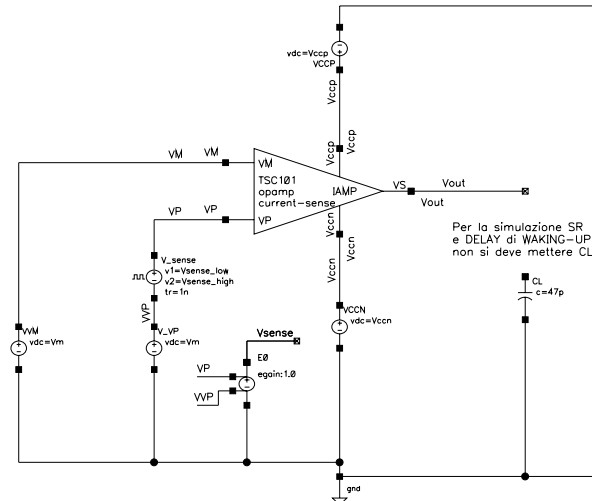 vdc=Vccp
VCCP
Vccp
Vccp
Vccp
VM
VM
VM
TSC101
opamp
current-sense
IAMP
VS
Vout
Vout
VP
VP
VP
Vccn
Vccn
Vccn
Vccn
Per la simulazione SR
e DELAY di WAKING-UP
non si deve mettere CL
V_sense
v1=Vsense_low
v2=Vsense_high
tr=1n
CL
c=47p
VVP
VCCN
vdc=Vccn
VVM
vdc=Vm
V_VP
vdc=Vm
Vsense
E0
VP
egain:1.0
VVP
gnd